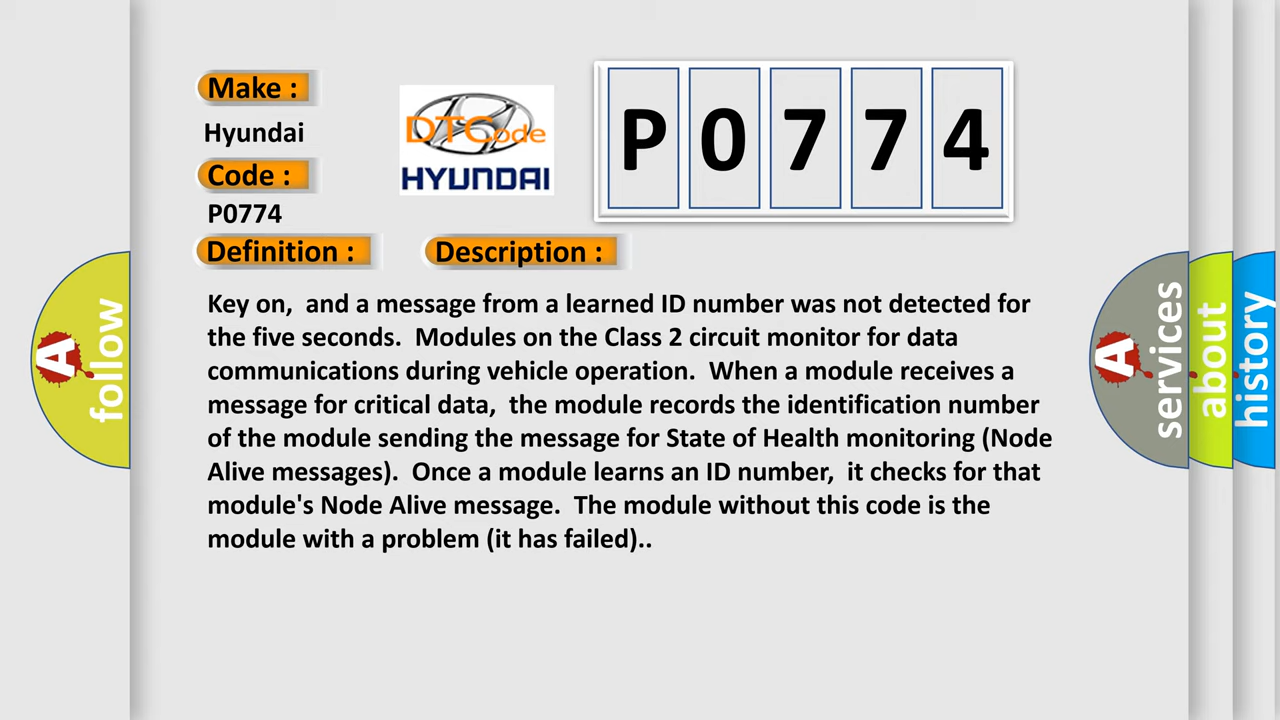 Make :
Hyundai
Code :
P0774
DTCode
HYUNDAI
P0774
Definition :
Description :
Key on,  and a message from a learned ID number was not detected for
the five seconds  Modules on the Class 2 circuit monitor for data
communications during vehicle operation  When a module receives a
message for critical data,  the module records the identification number
of the module sending the message for State of Health monitoring (Node
Alive messages)  Once a module learns an ID number,  it checks for that
module's Node Alive message  The module without this code is the
module with a problem (it has failed)..
A
follow
A
services
about
history